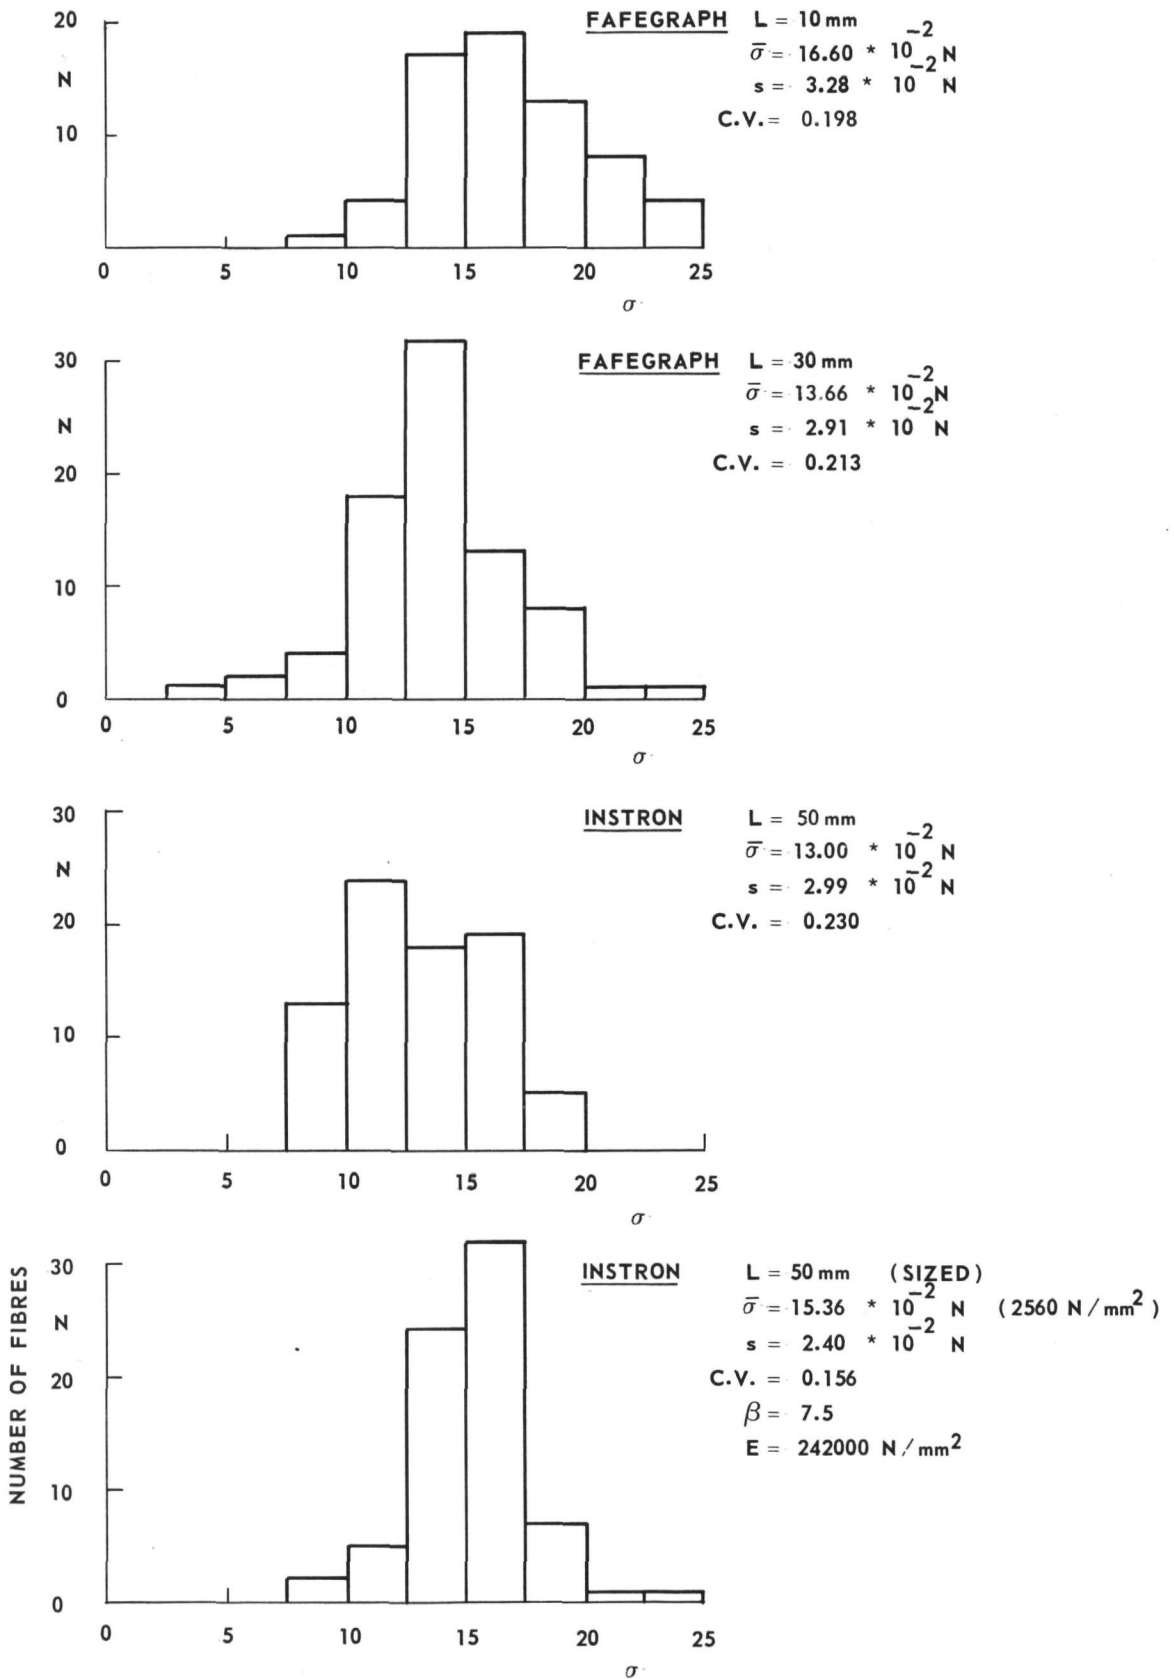 FAFEGRAPH L = 10 mm
σ̄ = 16.60 * 10⁻² N
s = 3.28 * 10⁻² N
C.V. = 0.198
20
N
10
0 5 10 15 20 25
σ
FAFEGRAPH L = 30 mm
σ̄ = 13.66 * 10⁻² N
s = 2.91 * 10⁻² N
C.V. = 0.213
30
N
20
10
0
0 5 10 15 20 25
σ
INSTRON L = 50 mm
σ̄ = 13.00 * 10⁻² N
s = 2.99 * 10⁻² N
C.V. = 0.230
30
N
20
10
0
0 5 10 15 20 25
σ
INSTRON L = 50 mm (SIZED)
σ̄ = 15.36 * 10⁻² N (2560 N/mm²)
s = 2.40 * 10⁻² N
C.V. = 0.156
β = 7.5
E = 242000 N/mm²
NUMBER OF FIBRES
30
N
20
10
0
0 5 10 15 20 25
σ